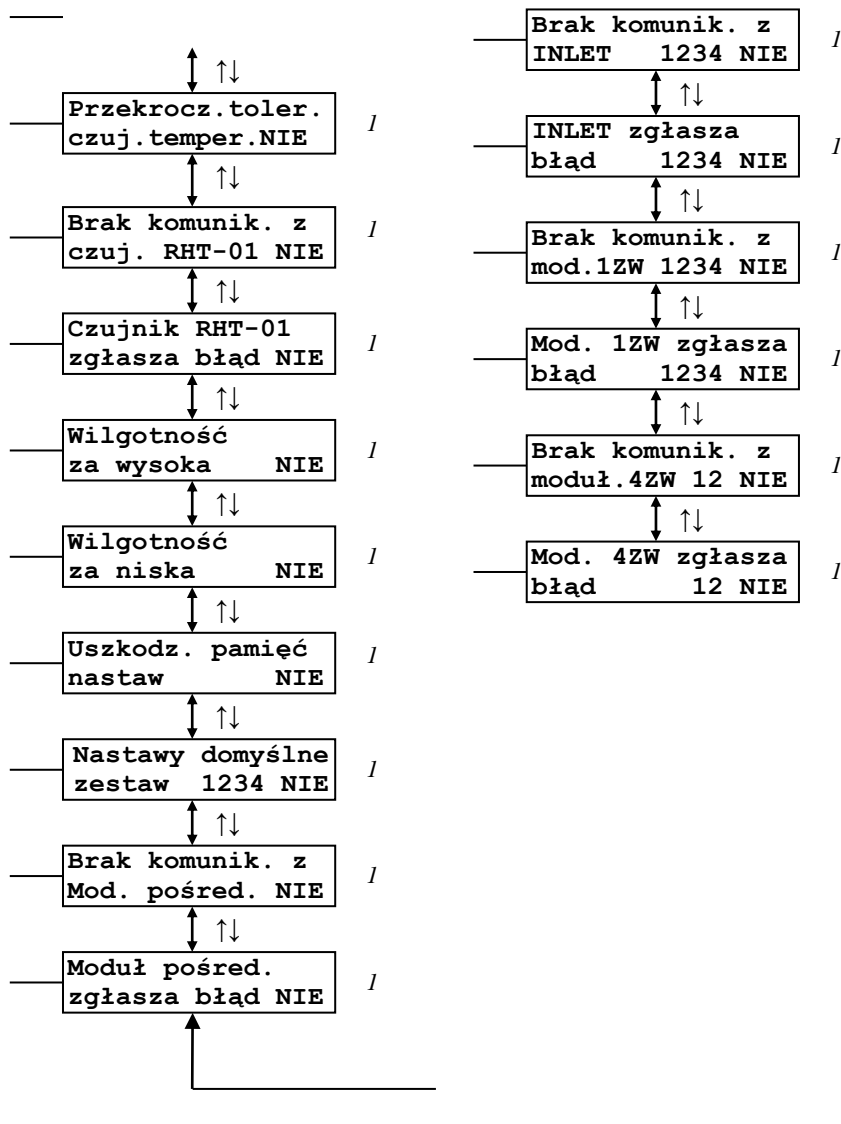 ↑↓
Przekrocz.toler.
czuj.temper.NIE
1
↑↓
Brak komunik. z
czuj. RHT-01 NIE
1
↑↓
Czujnik RHT-01
zgłasza błąd NIE
1
↑↓
Wilgotność
za wysoka NIE
1
↑↓
Wilgotność
za niska NIE
1
↑↓
Uszkodz. pamięć
nastaw NIE
1
↑↓
Nastawy domyślne
zestaw 1234 NIE
1
↑↓
Brak komunik. z
Mod. pośred. NIE
1
↑↓
Moduł pośred.
zgłasza błąd NIE
1
Brak komunik. z
INLET 1234 NIE
1
↑↓
INLET zgłasza
błąd 1234 NIE
1
↑↓
Brak komunik. z
mod.1ZW 1234 NIE
1
↑↓
Mod. 1ZW zgłasza
błąd 1234 NIE
1
↑↓
Brak komunik. z
moduł.4ZW 12 NIE
1
↑↓
Mod. 4ZW zgłasza
błąd 12 NIE
1